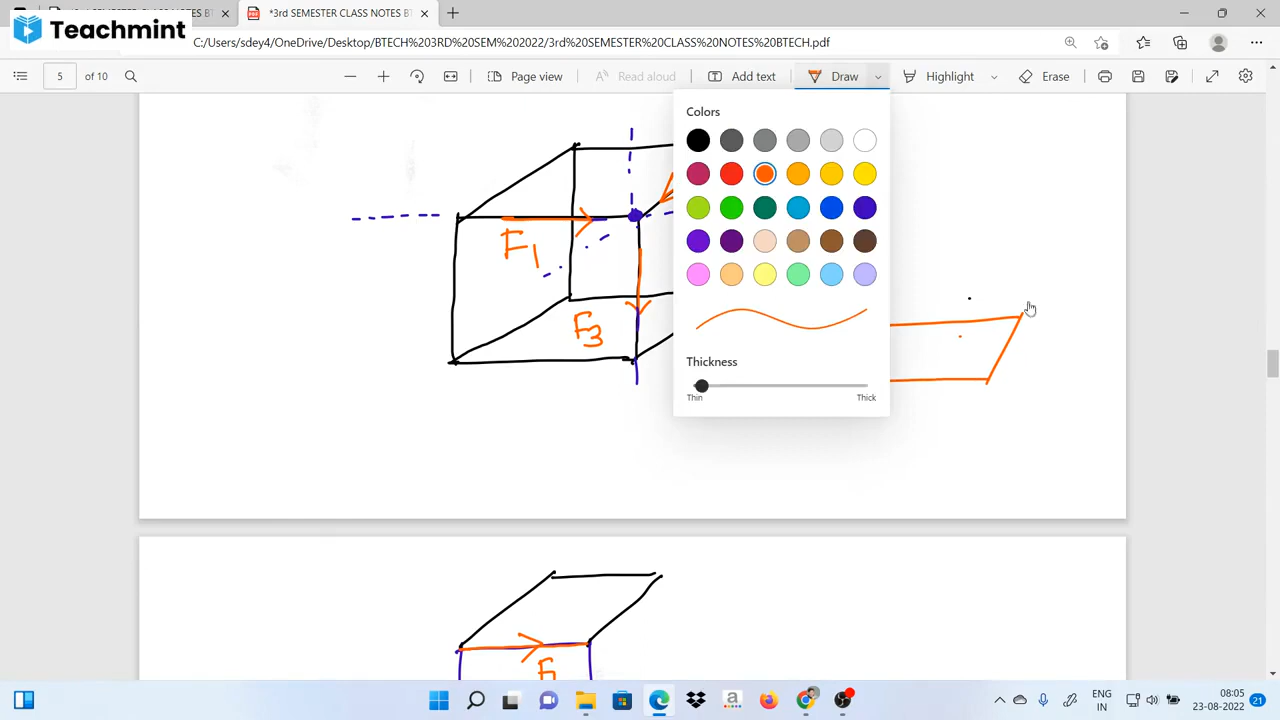 *3rd SEMESTER CLASS NOTES BT
Teachmint
C:/Users/sdey4/OneDrive/Desktop/BTECH%203RD%20SEM%202022/3rd%20SEMESTER%20CLASS%20NOTES%20BTECH.pdf
5 of 10 Page view Read aloud Add text Draw Highlight Erase
Colors
F1
F3
Thickness
Thin Thick
F
ENG
IN
08:05
23-08-2022
21